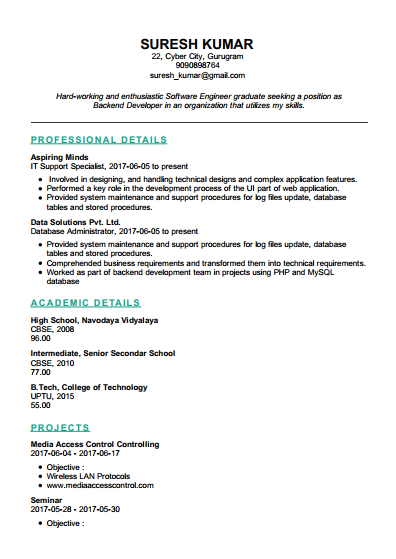 SURESH KUMAR
22, Cyber City, Gurugram
9090898764
suresh_kumar@gmail.com
Hard-working and enthusiastic Software Engineer graduate seeking a position as
Backend Developer in an organization that utilizes my skills.
PROFESSIONAL DETAILS
Aspiring Minds
IT Support Specialist, 2017-06-05 to present
• Involved in designing, and handling technical designs and complex application features.
• Performed a key role in the development process of the UI part of web application.
• Provided system maintenance and support procedures for log files update, database
tables and stored procedures.
Data Solutions Pvt. Ltd.
Database Administrator, 2017-06-05 to present
• Provided system maintenance and support procedures for log files update, database
tables and stored procedures.
• Comprehended business requirements and transformed them into technical requirements.
• Worked as part of backend development team in projects using PHP and MySQL
database
ACADEMIC DETAILS
High School, Navodaya Vidyalaya
CBSE, 2008
96.00
Intermediate, Senior Secondar School
CBSE, 2010
77.00
B.Tech, College of Technology
UPTU, 2015
55.00
PROJECTS
Media Access Control Controlling
2017-06-04 - 2017-06-17
• Objective :
• Wireless LAN Protocols
• www.mediaaccesscontrol.com
Seminar
2017-05-28 - 2017-05-30
• Objective :